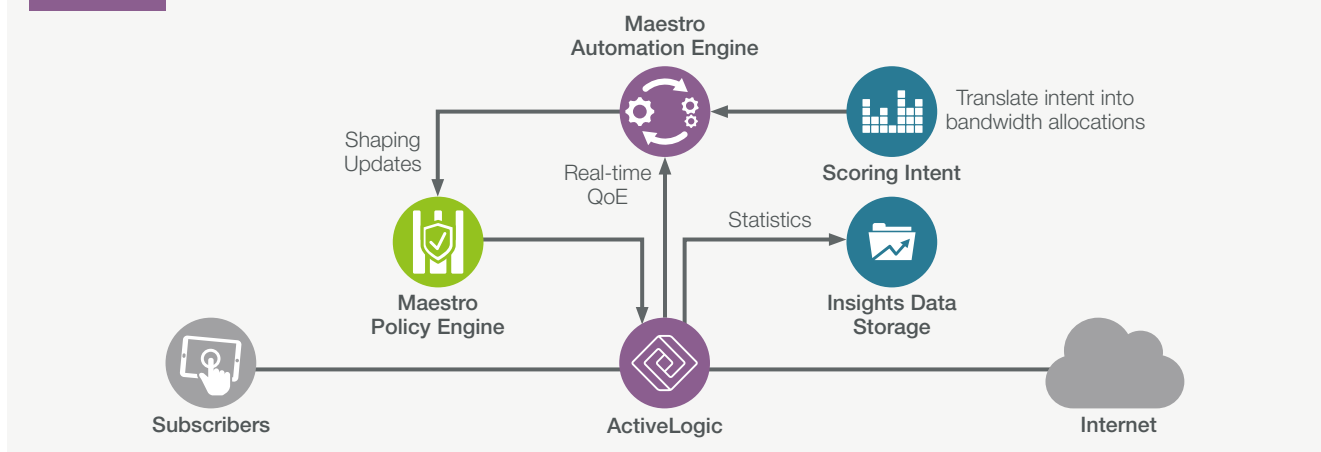 Maestro
Automation Engine
Translate intent into
bandwidth allocations
Shaping
Updates
Real-time
QoE
Scoring Intent
Statistics
Maestro
Policy Engine
Insights Data
Storage
Subscribers
ActiveLogic
Internet